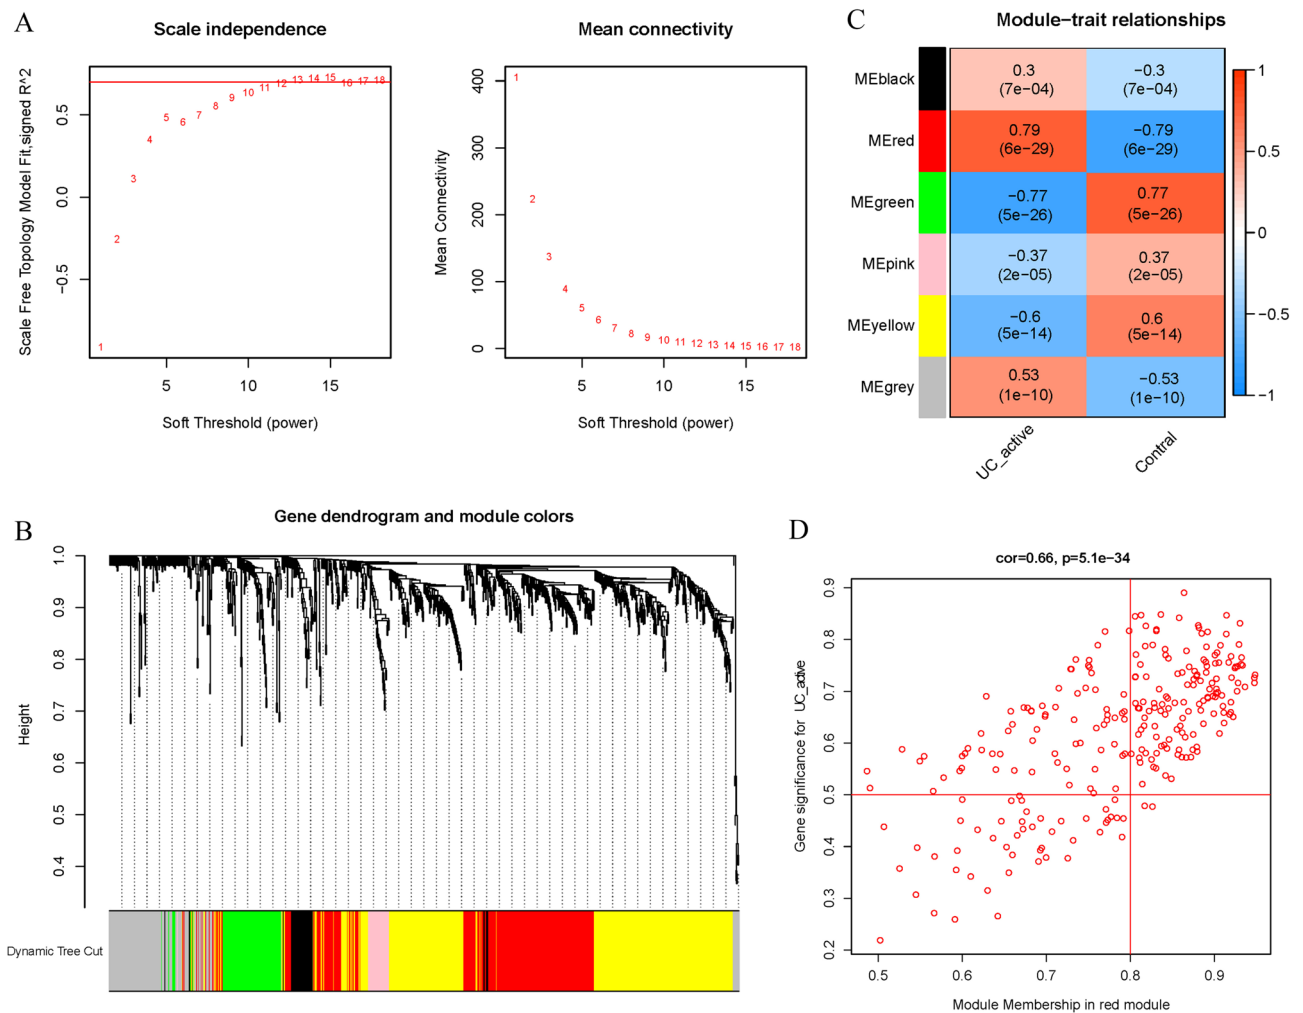 A
Scale independence
Scale Free Topology Model Fit,signed R^2
0.5
0.0
−0.5
1
2
3
4
5
6
7
8
9
10
11
12
13
14
15
16
17
18
5
10
15
Soft Threshold (power)
Mean connectivity
Mean Connectivity
400
300
200
100
0
1
2
3
4
5
6
7
8
9
10
11
12
13
14
15
16
17
18
5
10
15
Soft Threshold (power)
C
Module−trait relationships
MEblack
0.3
(7e−04)
−0.3
(7e−04)
MEred
0.79
(6e−29)
−0.79
(6e−29)
MEgreen
−0.77
(5e−26)
0.77
(5e−26)
MEpink
−0.37
(2e−05)
0.37
(2e−05)
MEyellow
−0.6
(5e−14)
0.6
(5e−14)
MEgrey
0.53
(1e−10)
−0.53
(1e−10)
UC_active
Contral
1
0.5
0
−0.5
−1
B
Gene dendrogram and module colors
Height
1.0
0.9
0.8
0.7
0.6
0.5
0.4
Dynamic Tree Cut
D
cor=0.66, p=5.1e−34
Gene significance for UC_active
0.9
0.8
0.7
0.6
0.5
0.4
0.3
0.2
0.5
0.6
0.7
0.8
0.9
Module Membership in red module